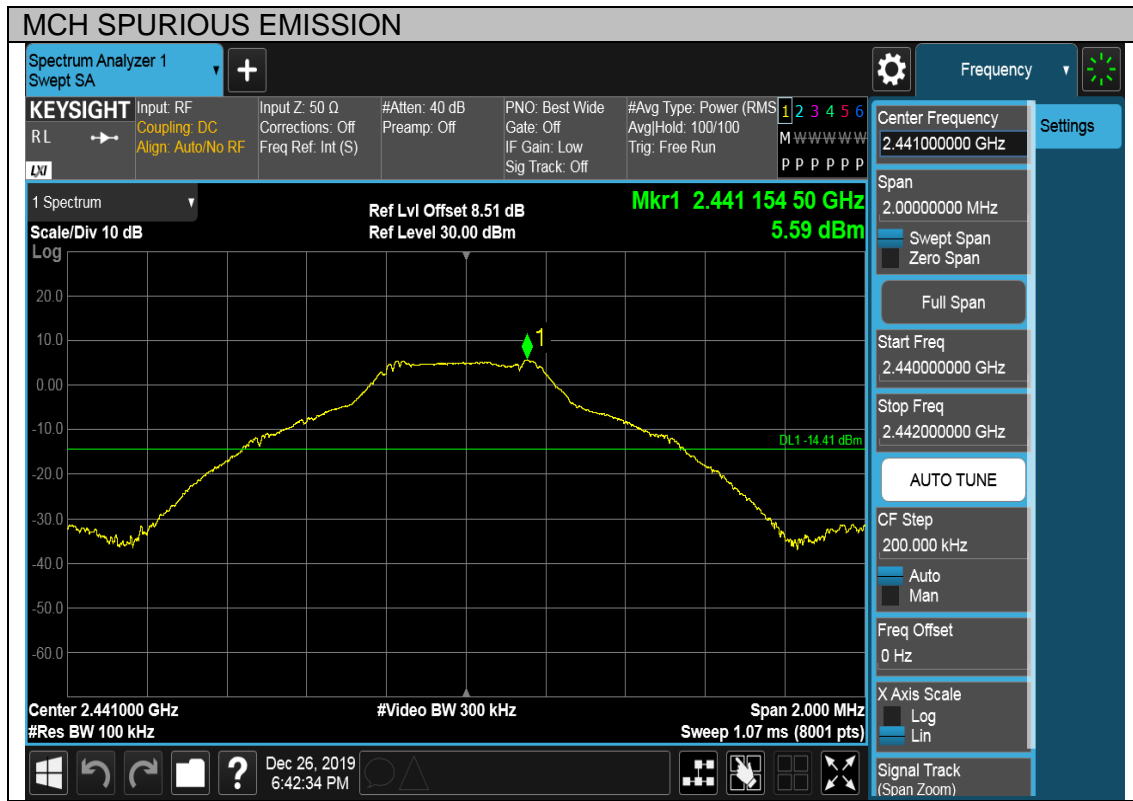 MCH SPURIOUS EMISSION
Spectrum Analyzer 1
Swept SA
+
Frequency
KEYSIGHT
RL
LXI
Input: RF
Coupling: DC
Align: Auto/No RF
Input Z: 50 Ω
Corrections: Off
Freq Ref: Int (S)
#Atten: 40 dB
Preamp: Off
PNO: Best Wide
Gate: Off
IF Gain: Low
Sig Track: Off
#Avg Type: Power (RMS
Avg|Hold: 100/100
Trig: Free Run
1 2 3 4 5 6
M W W W W W
P P P P P P
1 Spectrum
Scale/Div 10 dB
Ref Lvl Offset 8.51 dB
Ref Level 30.00 dBm
Mkr1 2.441 154 50 GHz
5.59 dBm
Log
20.0
10.0
0.00
-10.0
-20.0
-30.0
-40.0
-50.0
-60.0
1
DL1 -14.41 dBm
Center 2.441000 GHz
#Res BW 100 kHz
#Video BW 300 kHz
Span 2.000 MHz
Sweep 1.07 ms (8001 pts)
Center Frequency
2.441000000 GHz
Settings
Span
2.00000000 MHz
Swept Span
Zero Span
Full Span
Start Freq
2.440000000 GHz
Stop Freq
2.442000000 GHz
AUTO TUNE
CF Step
200.000 kHz
Auto
Man
Freq Offset
0 Hz
X Axis Scale
Log
Lin
Signal Track
(Span Zoom)
?
Dec 26, 2019
6:42:34 PM